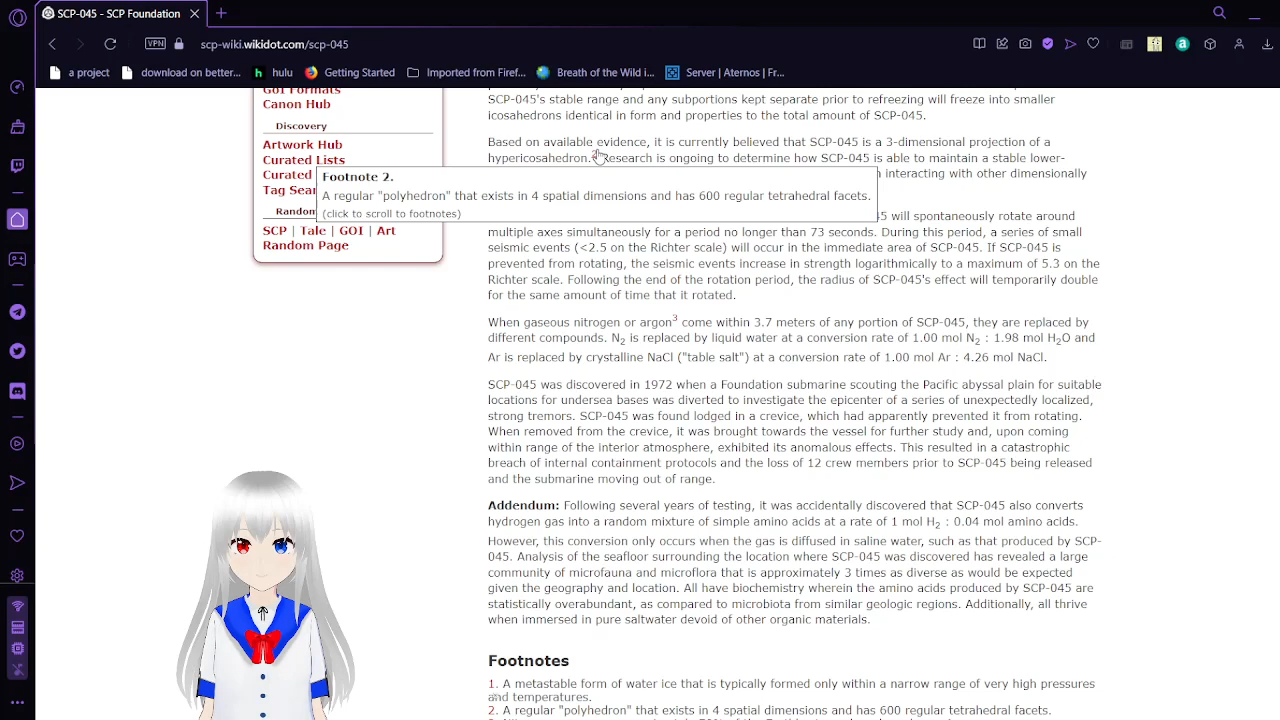 SCP-045 - SCP Foundation
VPN
scp-wiki.wikidot.com/scp-045
a project
download on better...
hulu
Getting Started
Imported from Firef...
Breath of the Wild i...
Server | Aternos | Fr...
GoI Formats
Canon Hub
Discovery
Artwork Hub
Curated Lists
Curated
Tag Sear
Random
SCP | Tale | GOI | Art
Random Page
SCP-045's stable range and any subportions kept separate prior to refreezing will freeze into smaller
icosahedrons identical in form and properties to the total amount of SCP-045.
Based on available evidence, it is currently believed that SCP-045 is a 3-dimensional projection of a
hypericosahedron.2 Research is ongoing to determine how SCP-045 is able to maintain a stable lower-
n interacting with other dimensionally
Footnote 2.
A regular "polyhedron" that exists in 4 spatial dimensions and has 600 regular tetrahedral facets.
(click to scroll to footnotes)
45 will spontaneously rotate around
multiple axes simultaneously for a period no longer than 73 seconds. During this period, a series of small
seismic events (<2.5 on the Richter scale) will occur in the immediate area of SCP-045. If SCP-045 is
prevented from rotating, the seismic events increase in strength logarithmically to a maximum of 5.3 on the
Richter scale. Following the end of the rotation period, the radius of SCP-045's effect will temporarily double
for the same amount of time that it rotated.
When gaseous nitrogen or argon3 come within 3.7 meters of any portion of SCP-045, they are replaced by
different compounds. N2 is replaced by liquid water at a conversion rate of 1.00 mol N2 : 1.98 mol H2O and
Ar is replaced by crystalline NaCl ("table salt") at a conversion rate of 1.00 mol Ar : 4.26 mol NaCl.
SCP-045 was discovered in 1972 when a Foundation submarine scouting the Pacific abyssal plain for suitable
locations for undersea bases was diverted to investigate the epicenter of a series of unexpectedly localized,
strong tremors. SCP-045 was found lodged in a crevice, which had apparently prevented it from rotating.
When removed from the crevice, it was brought towards the vessel for further study and, upon coming
within range of the interior atmosphere, exhibited its anomalous effects. This resulted in a catastrophic
breach of internal containment protocols and the loss of 12 crew members prior to SCP-045 being released
and the submarine moving out of range.
Addendum: Following several years of testing, it was accidentally discovered that SCP-045 also converts
hydrogen gas into a random mixture of simple amino acids at a rate of 1 mol H2 : 0.04 mol amino acids.
However, this conversion only occurs when the gas is diffused in saline water, such as that produced by SCP-
045. Analysis of the seafloor surrounding the location where SCP-045 was discovered has revealed a large
community of microfauna and microflora that is approximately 3 times as diverse as would be expected
given the geography and location. All have biochemistry wherein the amino acids produced by SCP-045 are
statistically overabundant, as compared to microbiota from similar geologic regions. Additionally, all thrive
when immersed in pure saltwater devoid of other organic materials.
Footnotes
1. A metastable form of water ice that is typically formed only within a narrow range of very high pressures
and temperatures.
2. A regular "polyhedron" that exists in 4 spatial dimensions and has 600 regular tetrahedral facets.